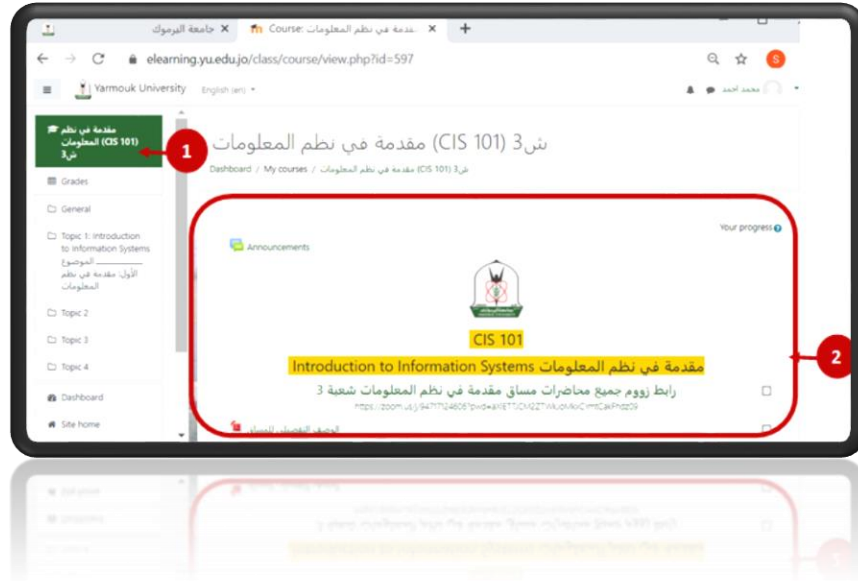 جامعة اليرموك
Course: مقدمة في نظم المعلومات
elearning.yu.edu.jo/class/course/view.php?id=597
S
Yarmouk University
English (en)
محمد احمد
مقدمة في نظم
(CIS 101) المعلومات
ش3
1
Grades
General
Topic 1: Introduction
to Information Systems
الموضوع
الأول: مقدمة في نظم
المعلومات
Topic 2
Topic 3
Topic 4
Dashboard
Site home
ش3 (CIS 101) مقدمة في نظم المعلومات
Dashboard / My courses / ش3 (CIS 101) مقدمة في نظم المعلومات
Your progress
Announcements
CIS 101
مقدمة في نظم المعلومات Introduction to Information Systems
2
رابط زووم جميع محاضرات مساق مقدمة في نظم المعلومات شعبة 3
الوصف التفصيلي للمساق